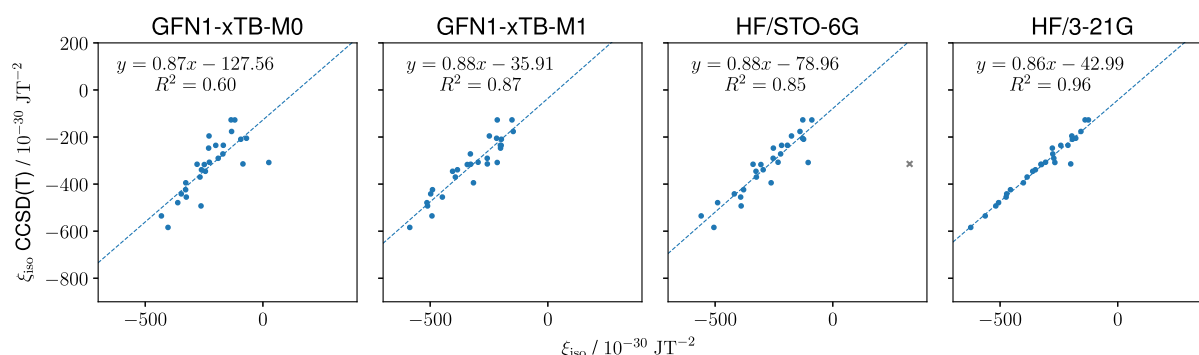 GFN1-xTB-M0 GFN1-xTB-M1 HF/STO-6G HF/3-21G
200
0
−200
−400
−600
−800
ξiso CCSD(T) / 10−30 JT−2
y = 0.87x − 127.56
R2 = 0.60
y = 0.88x − 35.91
R2 = 0.87
y = 0.88x − 78.96
R2 = 0.85
y = 0.86x − 42.99
R2 = 0.96
−500 0 −500 0 −500 0 −500 0
ξiso / 10−30 JT−2